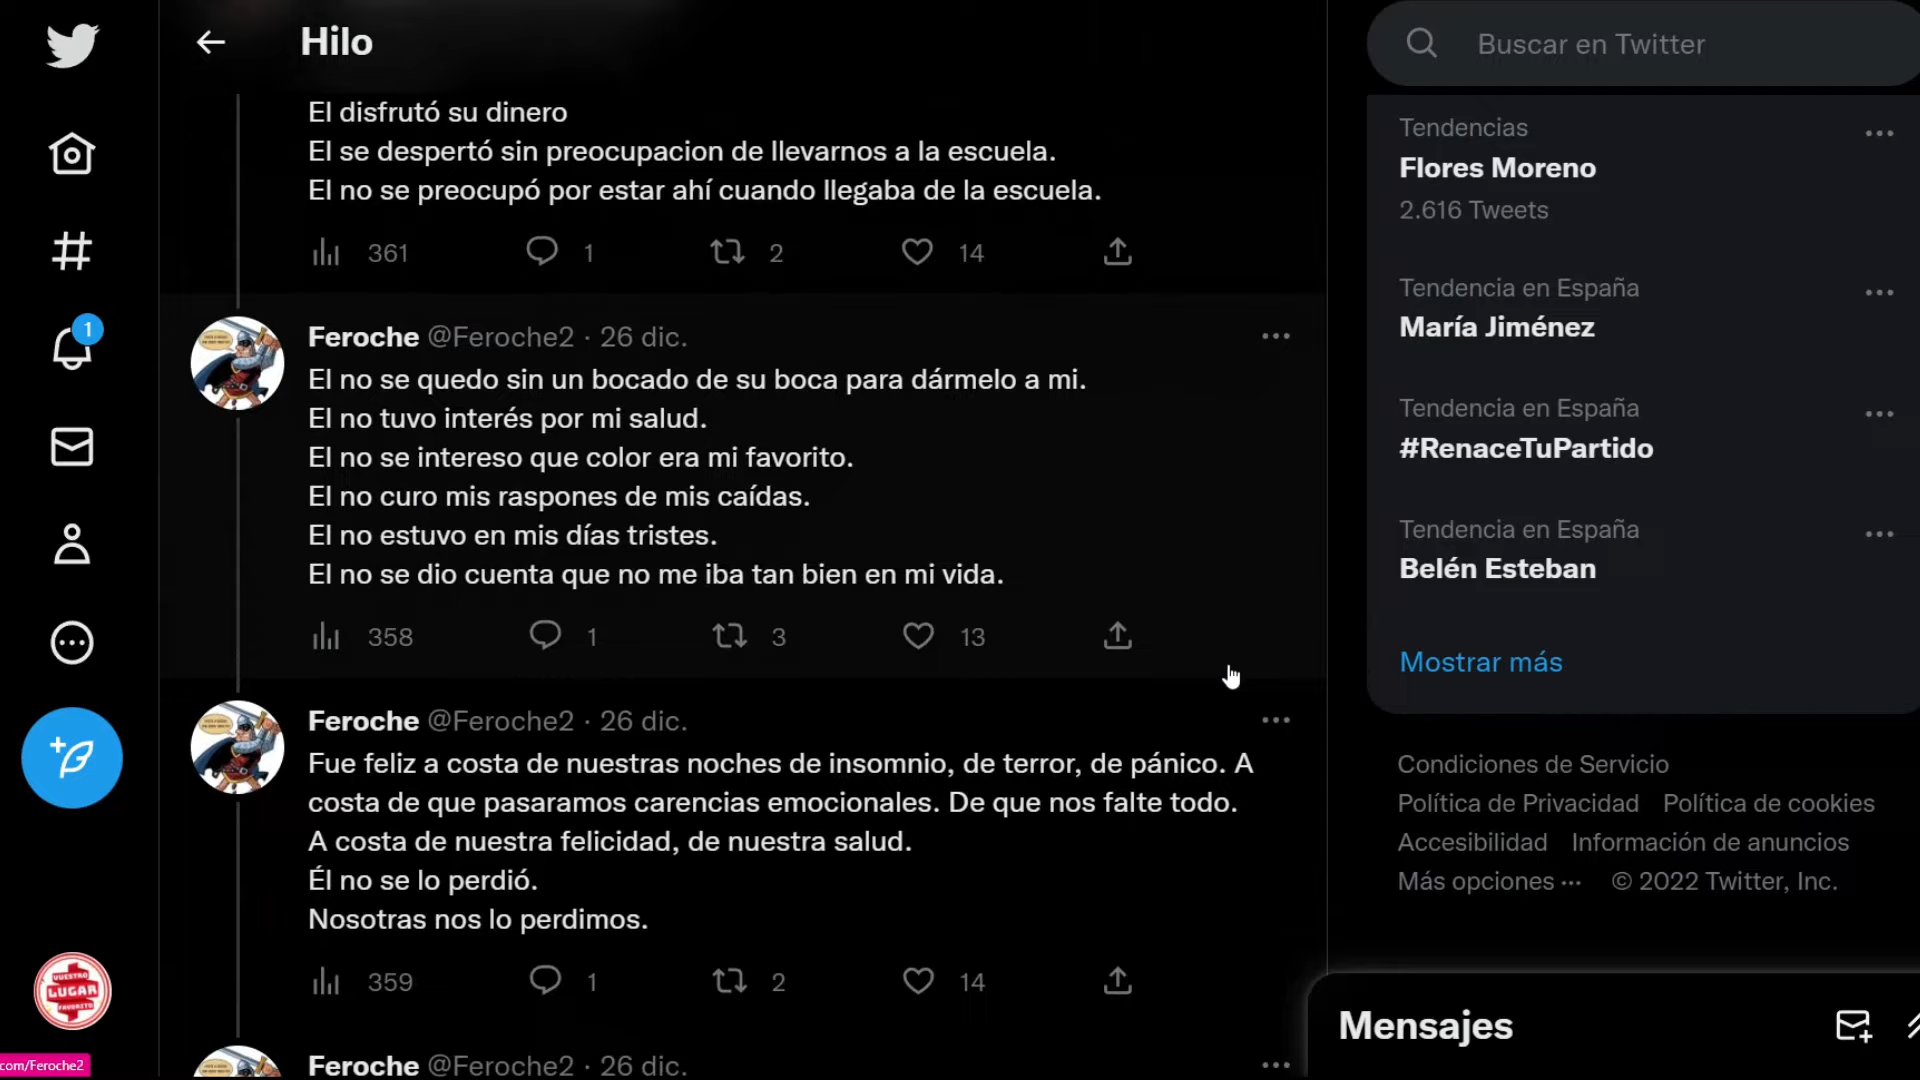 Hilo
El disfrutó su dinero
El se despertó sin preocupacion de llevarnos a la escuela.
El no se preocupó por estar ahí cuando llegaba de la escuela.
361 1 2 14
Feroche @Feroche2 · 26 dic.
El no se quedo sin un bocado de su boca para dármelo a mi.
El no tuvo interés por mi salud.
El no se intereso que color era mi favorito.
El no curo mis raspones de mis caídas.
El no estuvo en mis días tristes.
El no se dio cuenta que no me iba tan bien en mi vida.
358 1 3 13
Feroche @Feroche2 · 26 dic.
Fue feliz a costa de nuestras noches de insomnio, de terror, de pánico. A
costa de que pasaramos carencias emocionales. De que nos falte todo.
A costa de nuestra felicidad, de nuestra salud.
Él no se lo perdió.
Nosotras nos lo perdimos.
359 1 2 14
Feroche @Feroche2 · 26 dic.
1
LUGAR
com/Feroche2
Buscar en Twitter
Tendencias
Flores Moreno
2.616 Tweets
Tendencia en España
María Jiménez
Tendencia en España
#RenaceTuPartido
Tendencia en España
Belén Esteban
Mostrar más
Condiciones de Servicio
Política de Privacidad Política de cookies
Accesibilidad Información de anuncios
Más opciones ··· © 2022 Twitter, Inc.
Mensajes